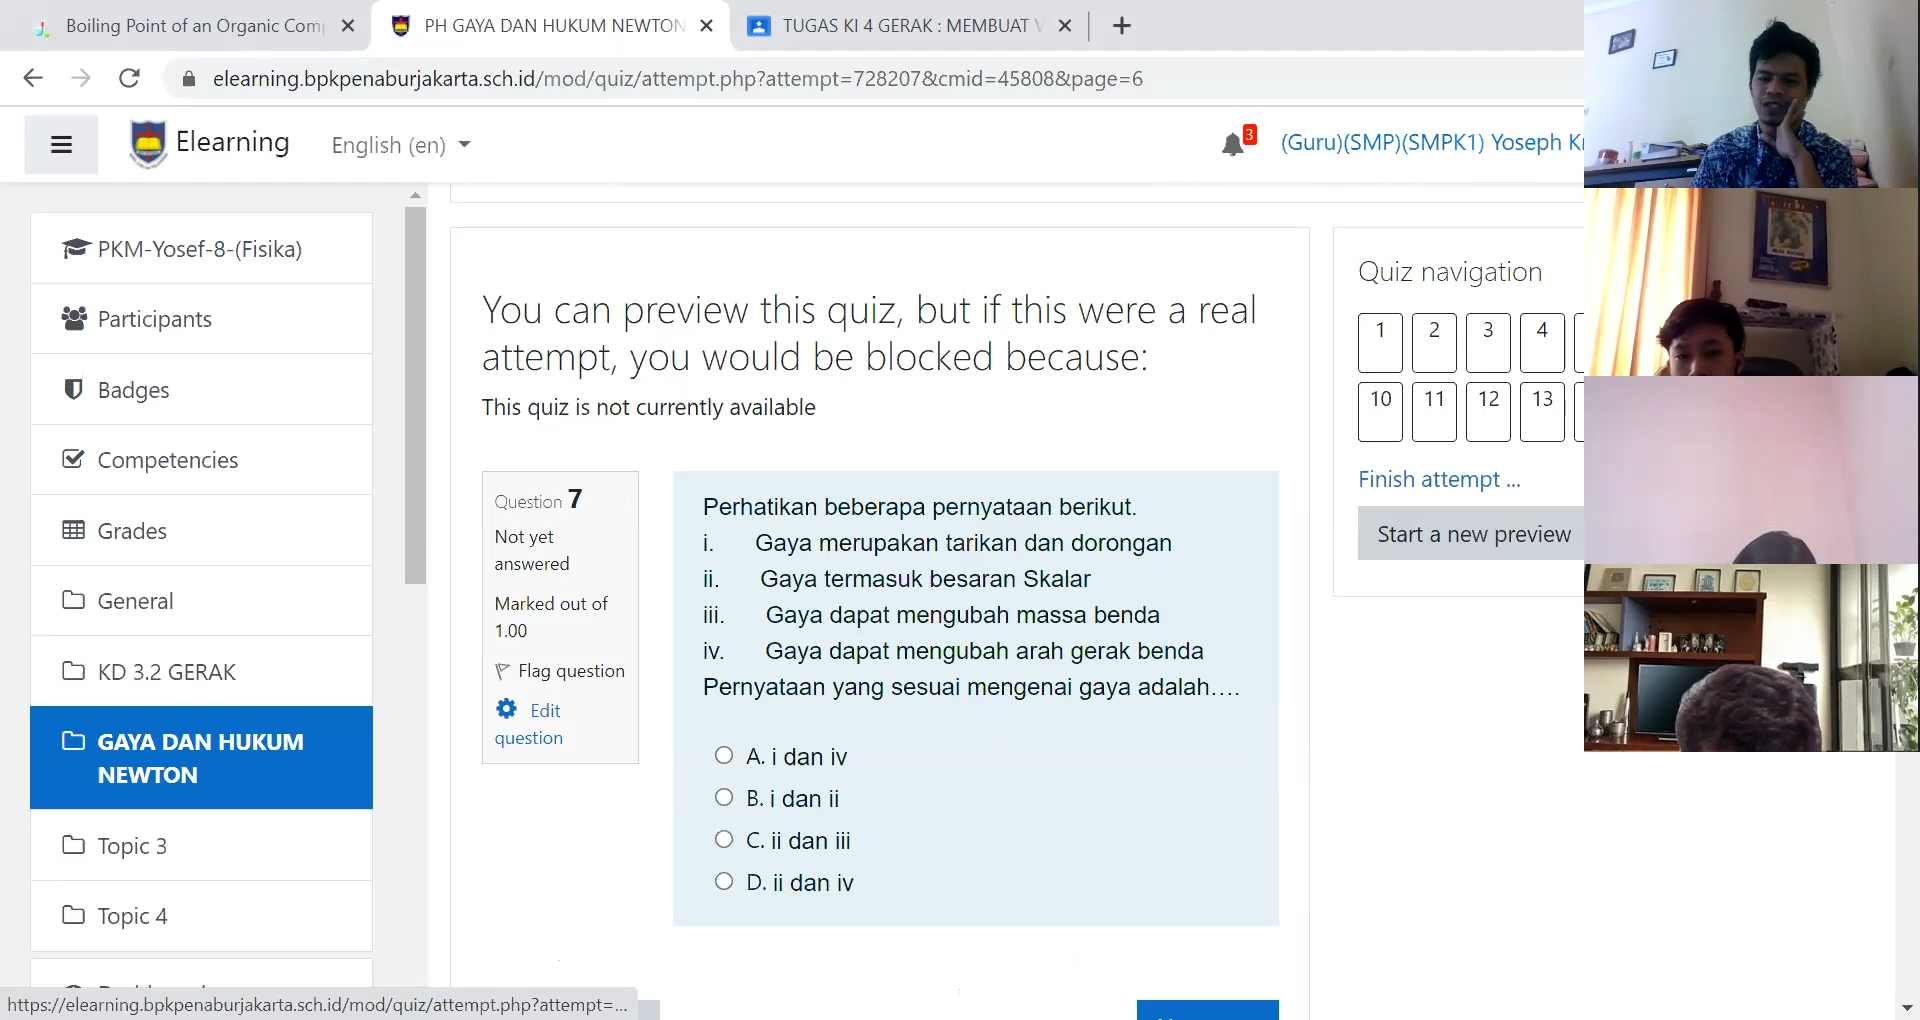 Boiling Point of an Organic Com
PH GAYA DAN HUKUM NEWTON
TUGAS KI 4 GERAK : MEMBUAT V
elearning.bpkpenaburjakarta.sch.id/mod/quiz/attempt.php?attempt=728207&cmid=45808&page=6
Elearning
English (en)
3
(Guru)(SMP)(SMPK1) Yoseph K
PKM-Yosef-8-(Fisika)
Participants
Badges
Competencies
Grades
General
KD 3.2 GERAK
GAYA DAN HUKUM
NEWTON
Topic 3
Topic 4
You can preview this quiz, but if this were a real
attempt, you would be blocked because:
This quiz is not currently available
Question 7
Not yet
answered
Marked out of
1.00
Flag question
Edit
question
Perhatikan beberapa pernyataan berikut.
i. Gaya merupakan tarikan dan dorongan
ii. Gaya termasuk besaran Skalar
iii. Gaya dapat mengubah massa benda
iv. Gaya dapat mengubah arah gerak benda
Pernyataan yang sesuai mengenai gaya adalah....
A. i dan iv
B. i dan ii
C. ii dan iii
D. ii dan iv
Quiz navigation
1 2 3 4
10 11 12 13
Finish attempt ...
Start a new preview
https://elearning.bpkpenaburjakarta.sch.id/mod/quiz/attempt.php?attempt=...